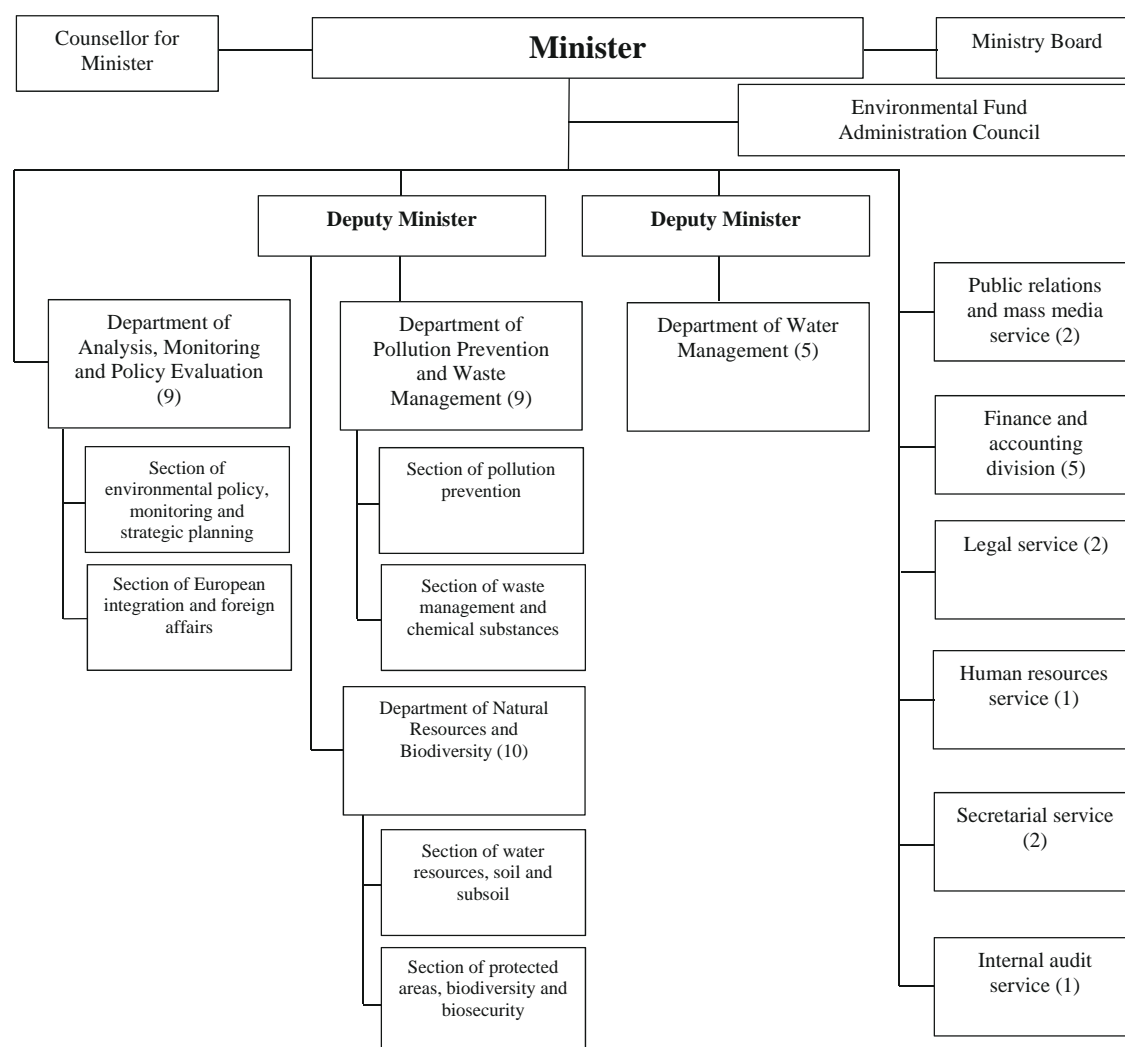 Counsellor for
Minister
Minister
Ministry Board
Environmental Fund
Administration Council
Deputy Minister
Deputy Minister
Department of
Analysis, Monitoring
and Policy Evaluation
(9)
Section of
environmental policy,
monitoring and
strategic planning
Section of European
integration and foreign
affairs
Department of
Pollution Prevention
and Waste
Management (9)
Section of pollution
prevention
Section of waste
management and
chemical substances
Department of Natural
Resources and
Biodiversity (10)
Section of water
resources, soil and
subsoil
Section of protected
areas, biodiversity and
biosecurity
Department of Water
Management (5)
Public relations
and mass media
service (2)
Finance and
accounting
division (5)
Legal service (2)
Human resources
service (1)
Secretarial service
(2)
Internal audit
service (1)